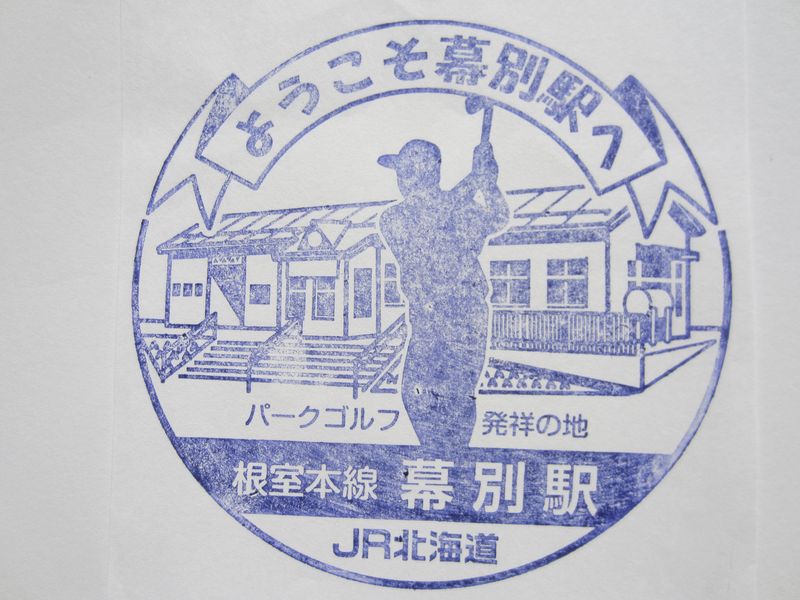 ようこそ幕別駅へ
パークゴルフ 発祥の地
根室本線 幕別駅
JR北海道